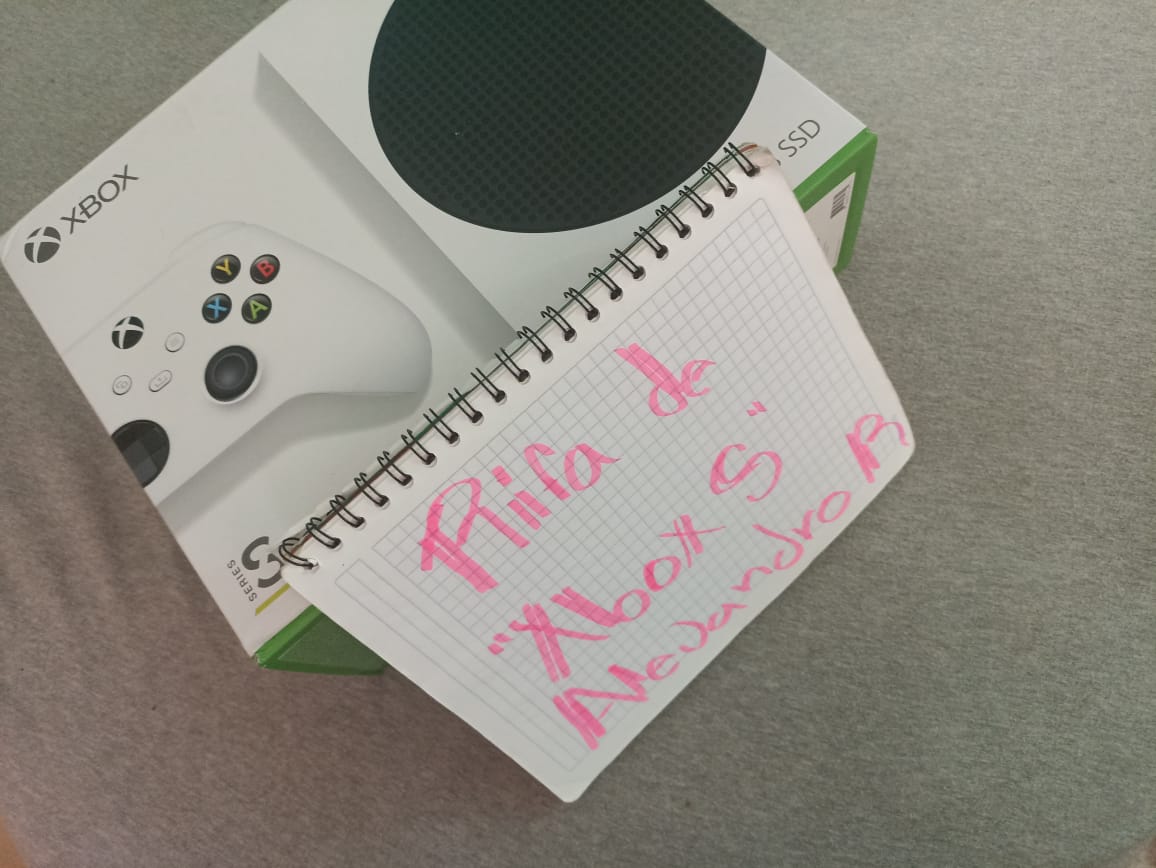 XBOX
Y
B
X
A
SSD
SERIES
S
Rifa de
"Xbox S"
Alejandro R